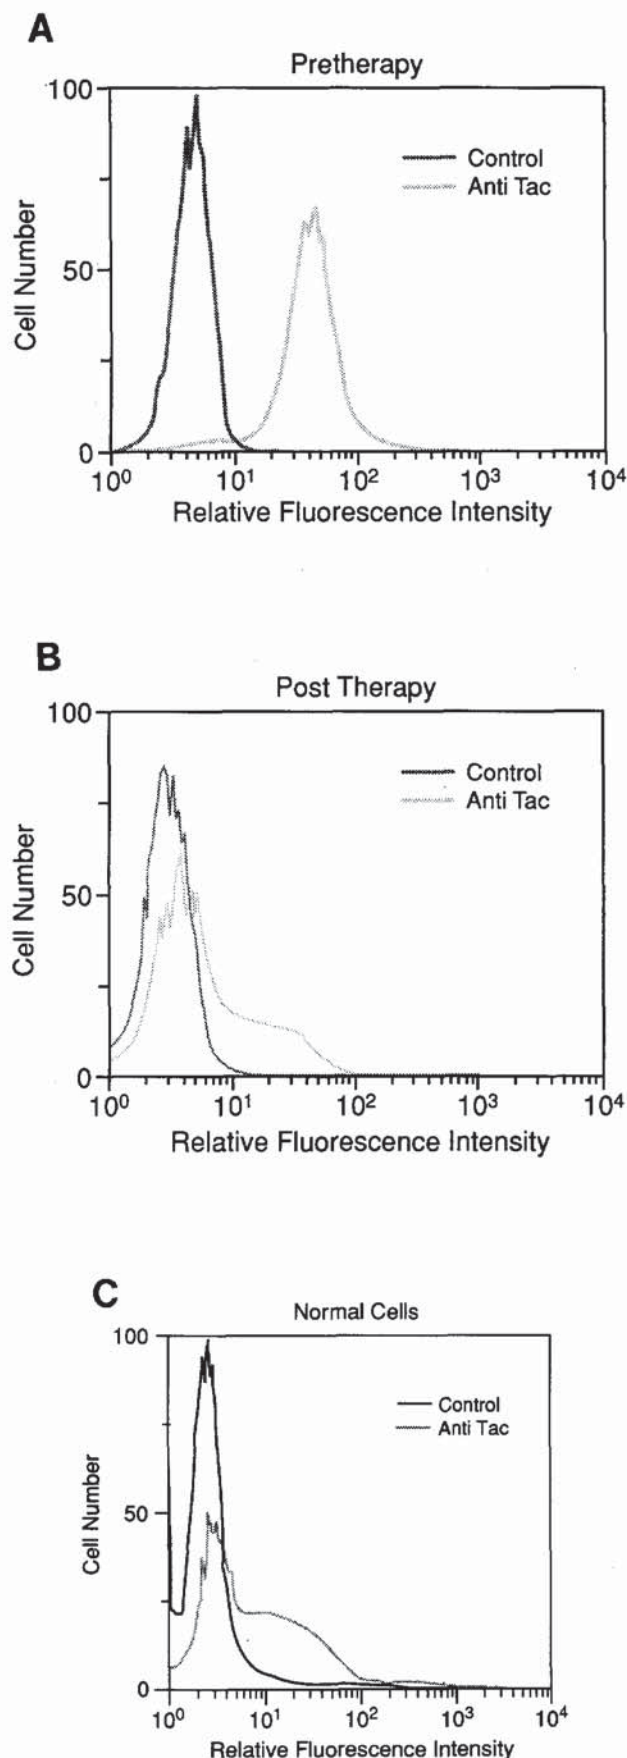 A
Pretherapy
100
Control
Anti Tac
50
Cell Number
0
10⁰ 10¹ 10² 10³ 10⁴
Relative Fluorescence Intensity
B
Post Therapy
100
Control
Anti Tac
50
Cell Number
0
10⁰ 10¹ 10² 10³ 10⁴
Relative Fluorescence Intensity
C
Normal Cells
100
Control
Anti Tac
50
Cell Number
0
10⁰ 10¹ 10² 10³ 10⁴
Relative Fluorescence Intensity